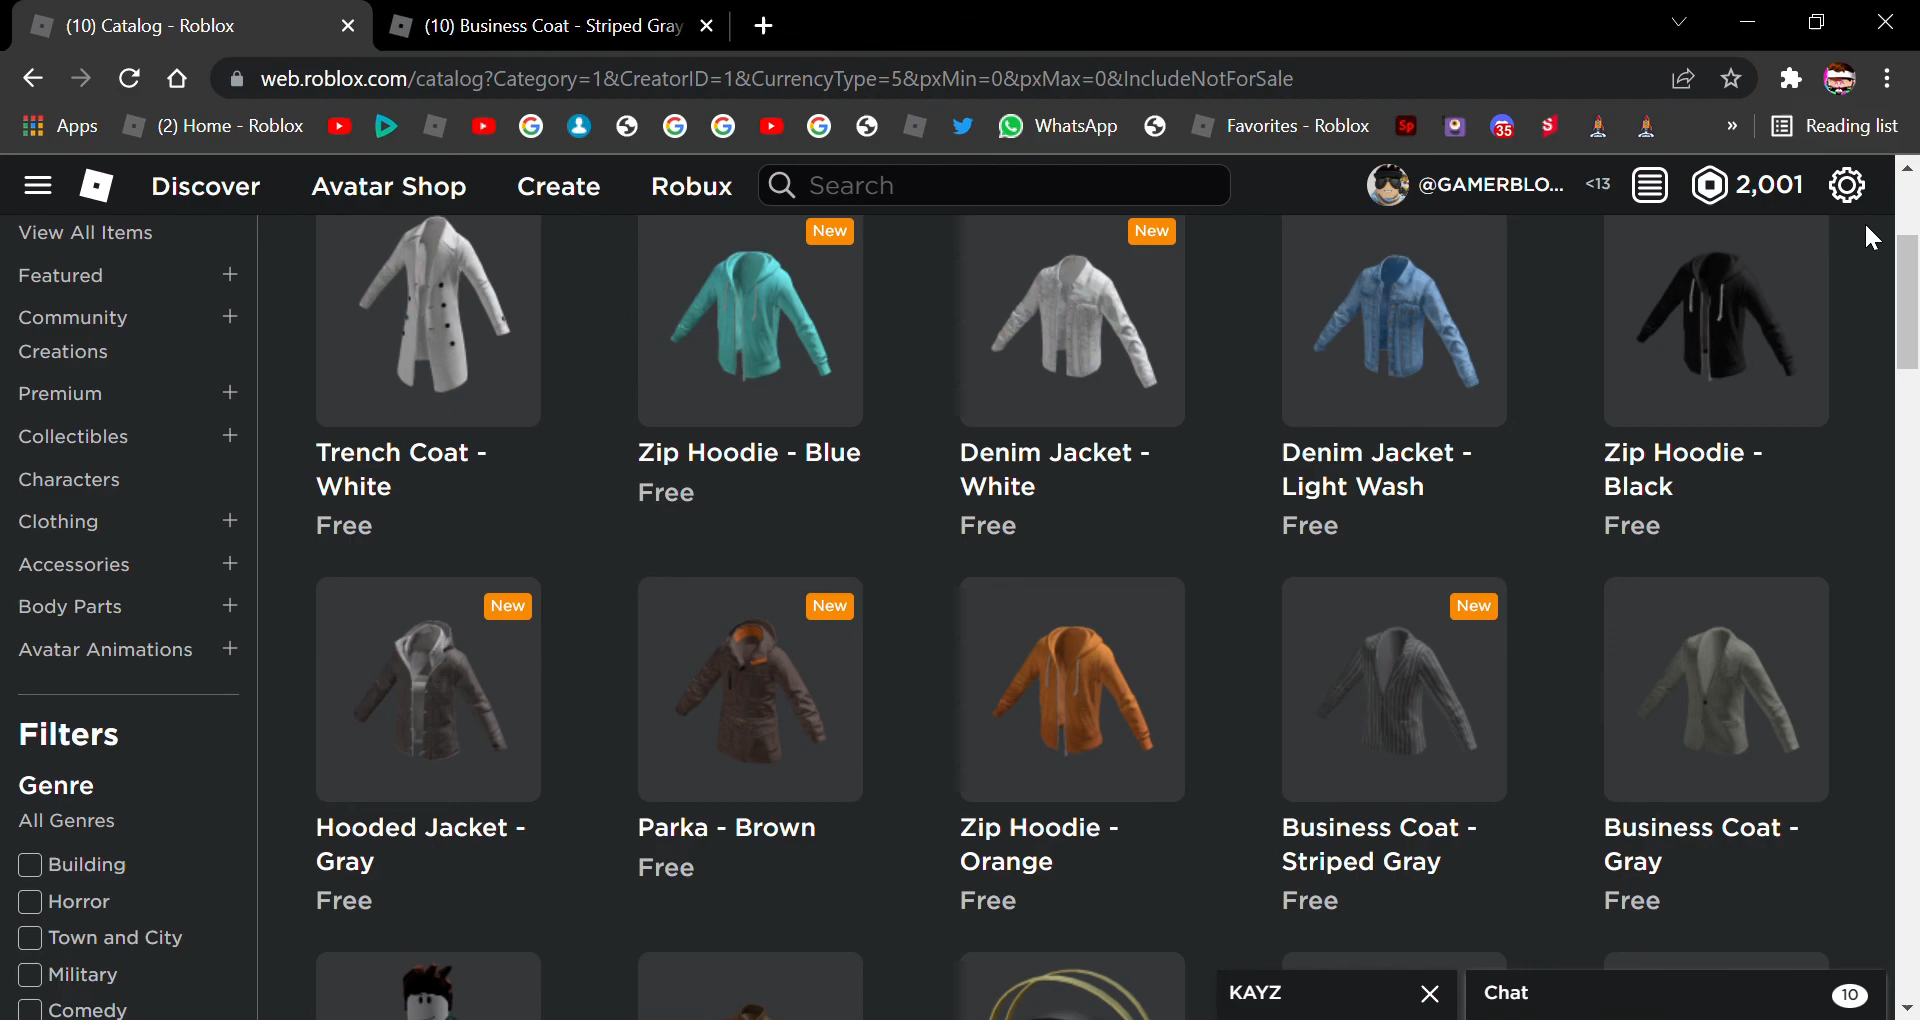 (10) Catalog - Roblox
(10) Business Coat - Striped Gray
web.roblox.com/catalog?Category=1&CreatorID=1&CurrencyType=5&pxMin=0&pxMax=0&IncludeNotForSale
Apps
(2) Home - Roblox
WhatsApp
Favorites - Roblox
Sp
35
S
»
Reading list
Discover
Avatar Shop
Create
Robux
Search
@GAMERBLO...
<13
2,001
View All Items
Featured +
Community +
Creations
Premium +
Collectibles +
Characters
Clothing +
Accessories +
Body Parts +
Avatar Animations +
Filters
Genre
All Genres
Building
Horror
Town and City
Military
Comedy
Trench Coat -
White
Free
New
Zip Hoodie - Blue
Free
New
Denim Jacket -
White
Free
Denim Jacket -
Light Wash
Free
Zip Hoodie -
Black
Free
New
Hooded Jacket -
Gray
Free
New
Parka - Brown
Free
Zip Hoodie -
Orange
Free
New
Business Coat -
Striped Gray
Free
Business Coat -
Gray
Free
KAYZ
Chat
10